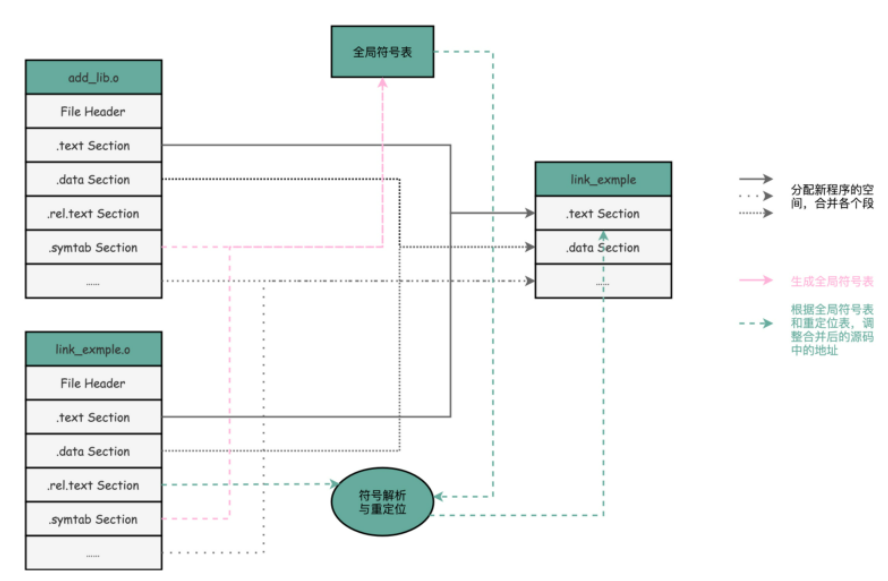 全局符号表
add_lib.o
File Header
.text Section
.data Section
.rel.text Section
.symtab Section
......
link_exmple.o
File Header
.text Section
.data Section
.rel.text Section
.symtab Section
......
符号解析
与重定位
link_exmple
.text Section
.data Section
......
分配新程序的空
间，合并各个段
生成全局符号表
根据全局符号表
和重定位表，调
整合并后的源码
中的地址